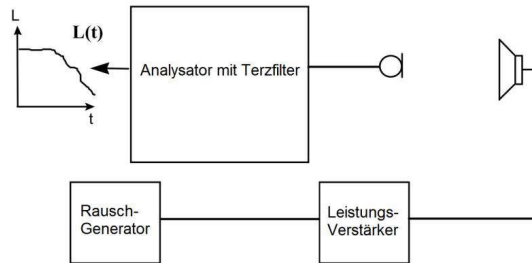 L
L(t)
t
Analysator mit Terzfilter
Rausch-
Generator
Leistungs-
Verstärker